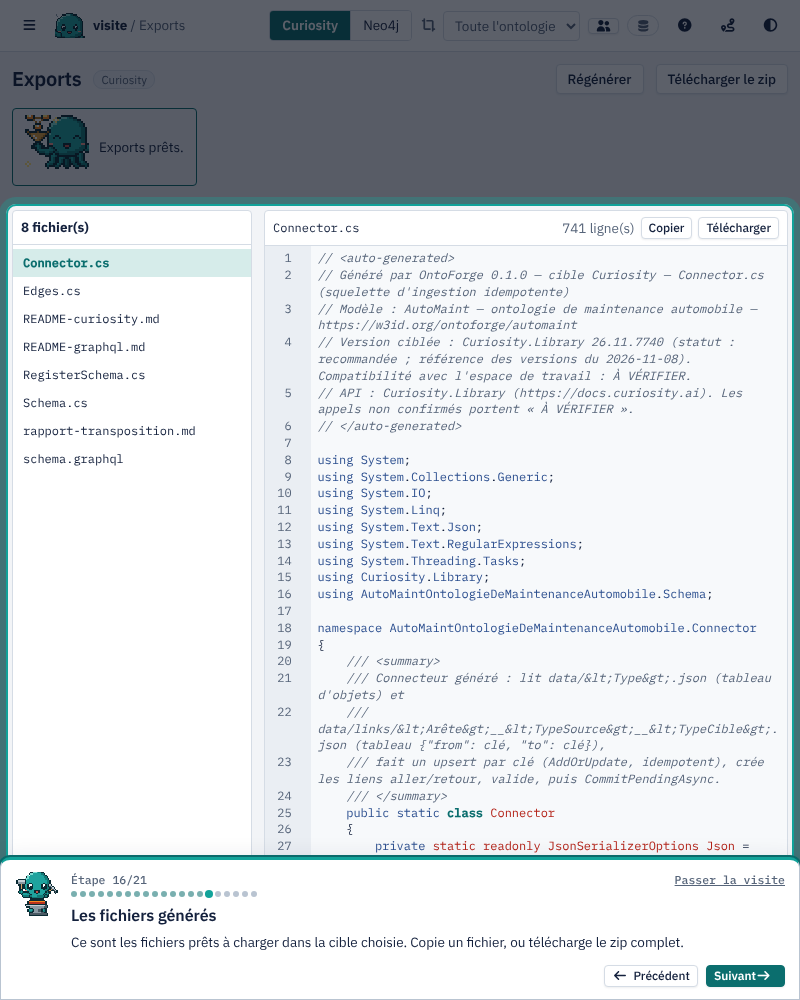 visite / Exports
Curiosity
Neo4j
Toute l'ontologie
Exports
Curiosity
Régénérer
Télécharger le zip
Exports prêts.
8 fichier(s)
Connector.cs
Edges.cs
README-curiosity.md
README-graphql.md
RegisterSchema.cs
Schema.cs
rapport-transposition.md
schema.graphql
Connector.cs
741 ligne(s)
Copier
Télécharger
1 // <auto-generated>
2 // Généré par OntoForge 0.1.0 — cible Curiosity — Connector.cs
(squelette d'ingestion idempotente)
3 // Modèle : AutoMaint — ontologie de maintenance automobile —
https://w3id.org/ontoforge/automaint
4 // Version ciblée : Curiosity.Library 26.11.7740 (statut :
recommandée ; référence des versions du 2026-11-08).
Compatibilité avec l'espace de travail : À VÉRIFIER.
5 // API : Curiosity.Library (https://docs.curiosity.ai). Les
appels non confirmés portent « À VÉRIFIER ».
6 // </auto-generated>
7
8 using System;
9 using System.Collections.Generic;
10 using System.IO;
11 using System.Linq;
12 using System.Text.Json;
13 using System.Text.RegularExpressions;
14 using System.Threading.Tasks;
15 using Curiosity.Library;
16 using AutoMaintOntologieDeMaintenanceAutomobile.Schema;
17
18 namespace AutoMaintOntologieDeMaintenanceAutomobile.Connector
19 {
20 /// <summary>
21 /// Connecteur généré : lit data/&lt;Type&gt;.json (tableau
d'objets) et
22 ///
data/links/&lt;Arête&gt;__&lt;TypeSource&gt;__&lt;TypeCible&gt;.
json (tableau {"from": clé, "to": clé}),
23 /// fait un upsert par clé (AddOrUpdate, idempotent), crée
les liens aller/retour, valide, puis CommitPendingAsync.
24 /// </summary>
25 public static class Connector
26 {
27 private static readonly JsonSerializerOptions Json =
Étape 16/21
Passer la visite
Les fichiers générés
Ce sont les fichiers prêts à charger dans la cible choisie. Copie un fichier, ou télécharge le zip complet.
← Précédent
Suivant →